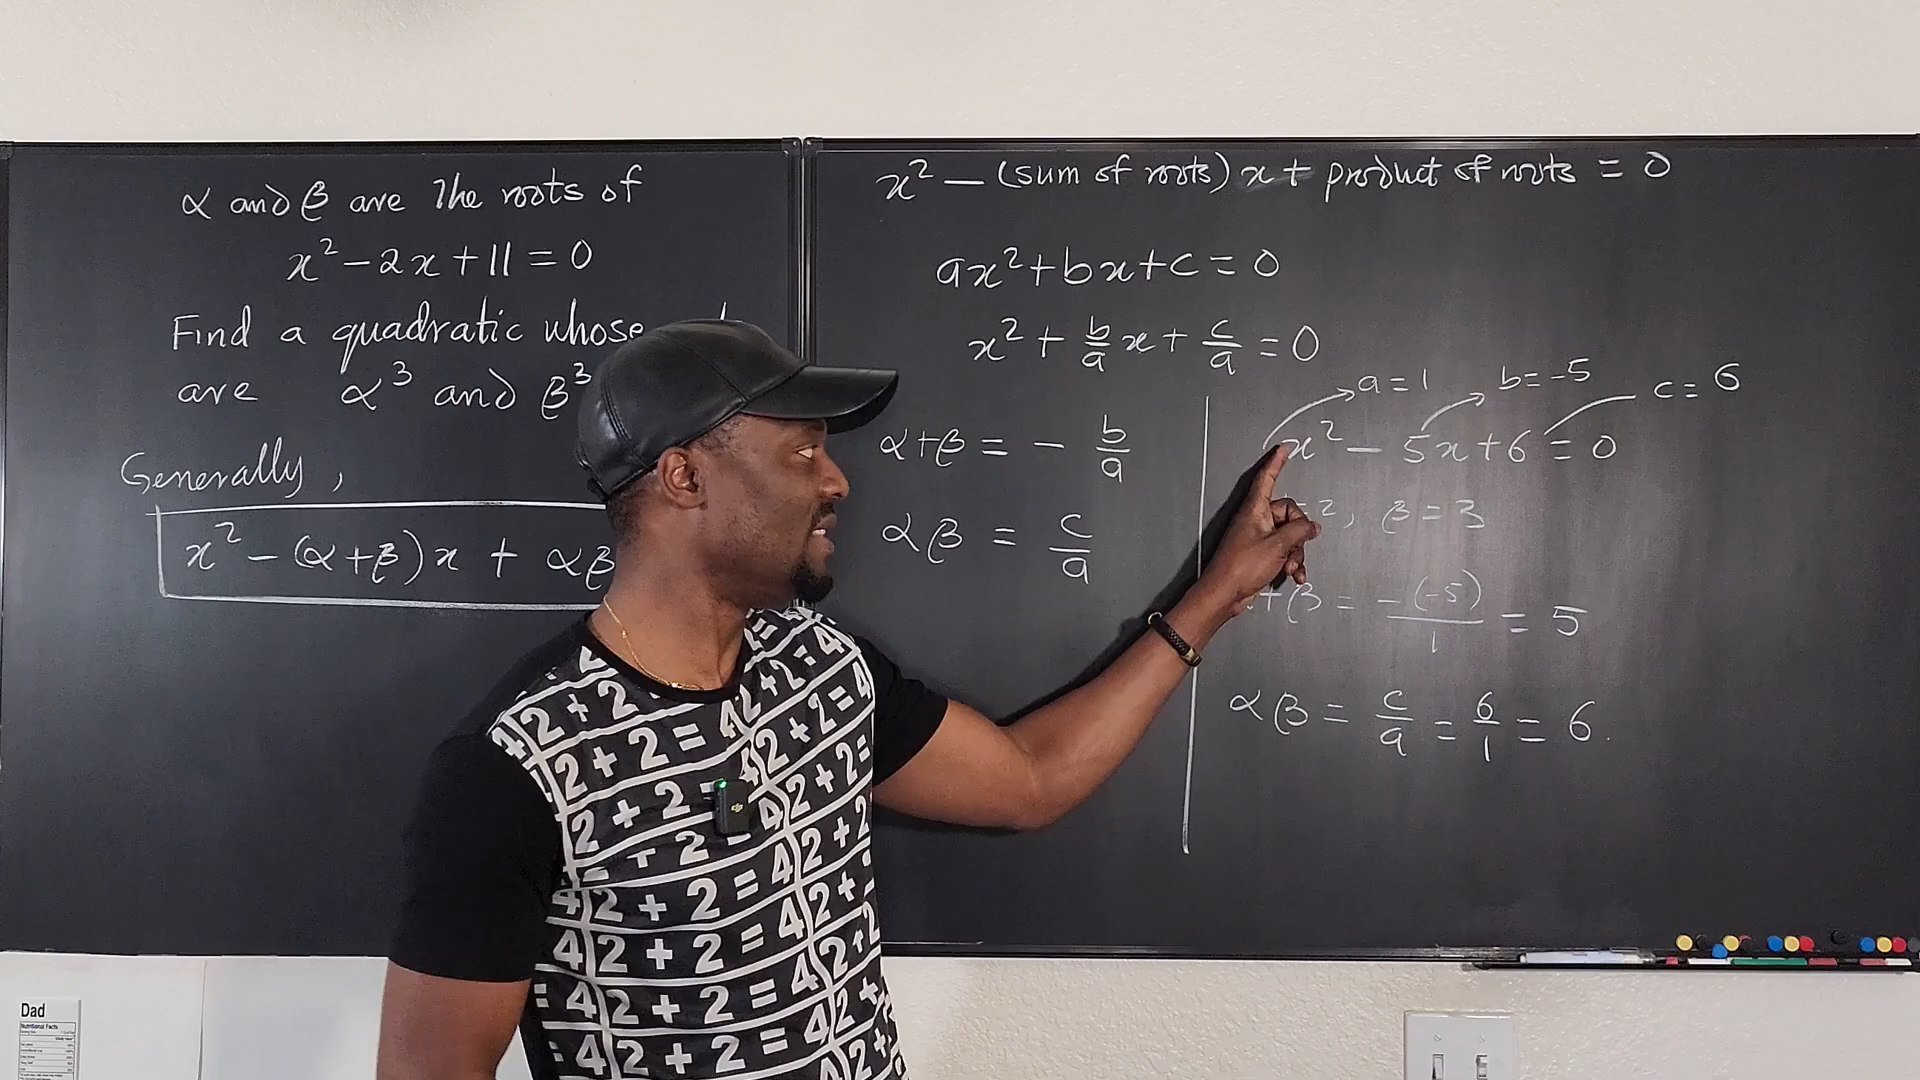 α and β are the roots of
x² - 2x + 11 = 0
Find a quadratic whose
are α³ and β³
Generally,
x² - (α+β)x + αβ
x² - (sum of roots)x + product of roots = 0
ax² + bx + c = 0
x² + b/a x + c/a = 0
α+β = - b/a
αβ = c/a
a = 1 b = -5 c = 6
x² - 5x + 6 = 0
= 2, β = 3
+β = -(-5)/1 = 5
αβ = c/a = 6/1 = 6.
2 + 2 = 4
Dad
Nutritional Facts